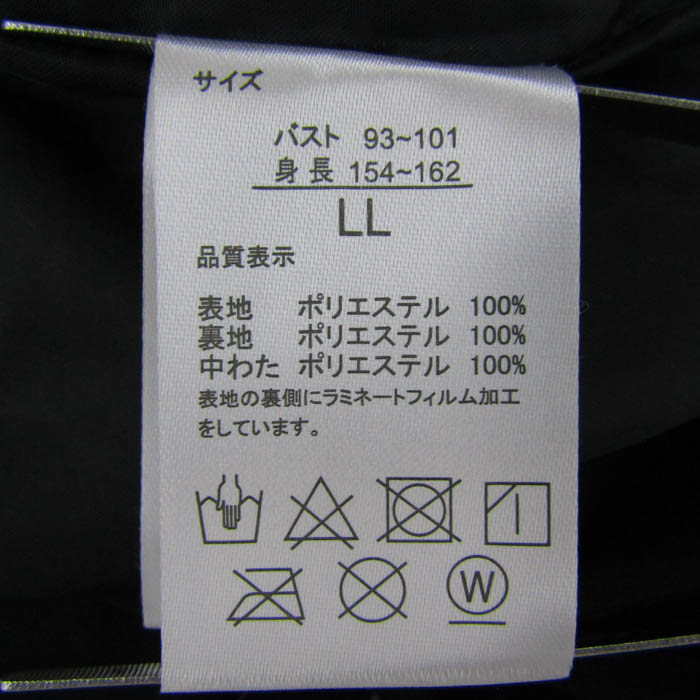 サイズ
バスト 93~101
身長 154~162
LL
品質表示
表地 ポリエステル 100%
裏地 ポリエステル 100%
中わた ポリエステル 100%
表地の裏側にラミネートフィルム加工
をしています。
W